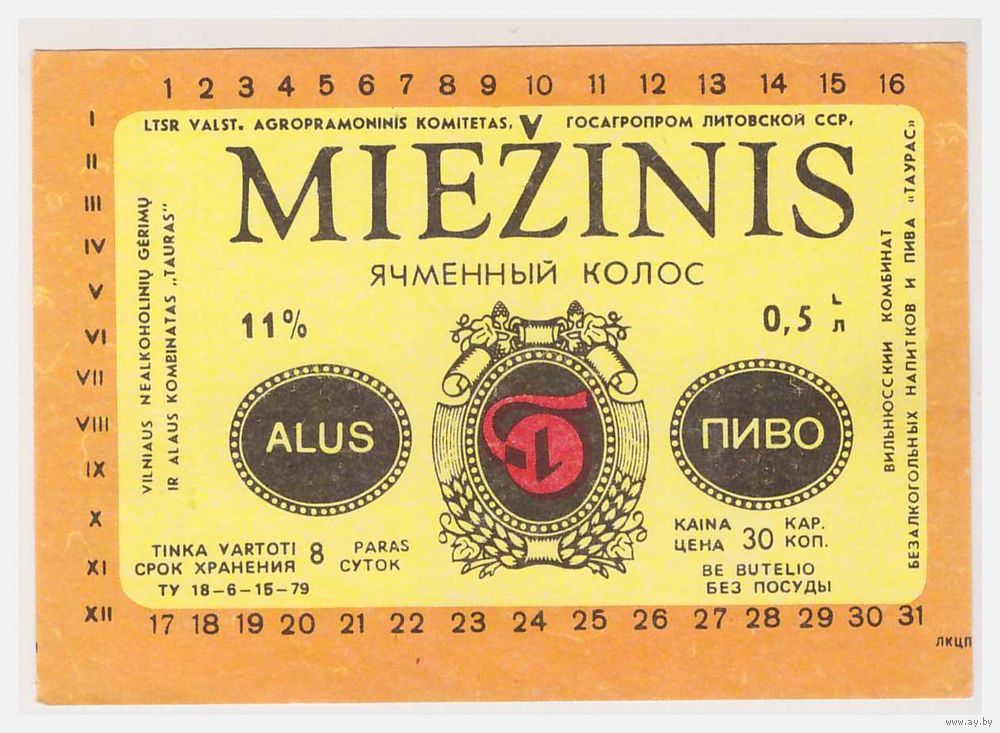 1 2 3 4 5 6 7 8 9 10 11 12 13 14 15 16
I
II
III
IV
V
VI
VII
VIII
IX
X
XI
XII
LTSR VALST. AGROPRAMONINIS KOMITETAS, ГОСАГРОПРОМ ЛИТОВСКОЙ ССР,
MIEŽINIS
ЯЧМЕННЫЙ КОЛОС
VILNIAUS NEALKOHOLINIŲ GĖRIMŲ
IR ALAUS KOMBINATAS „TAURAS"
11% 0,5 L
л
ALUS
ПИВО
TINKA VARTOTI 8 PARAS
СРОК ХРАНЕНИЯ СУТОК
ТУ 18-6-15-79
KAINA 30 KAP.
ЦЕНА КОП.
BE BUTELIO
БЕЗ ПОСУДЫ
ВИЛЬНЮССКИЙ КОМБИНАТ
БЕЗАЛКОГОЛЬНЫХ НАПИТКОВ И ПИВА «ТАУРАС»
17 18 19 20 21 22 23 24 25 26 27 28 29 30 31
ЛКЦП
www.ay.by